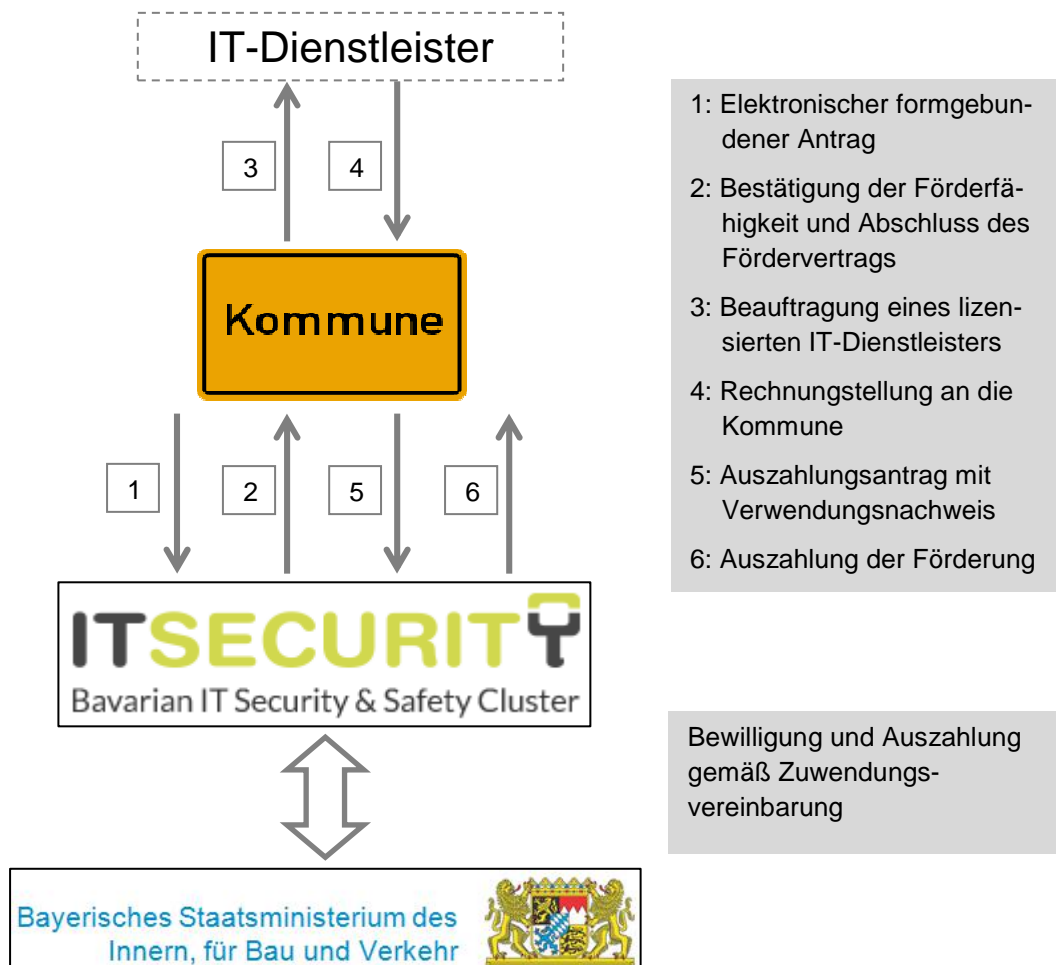 IT-Dienstleister
3
4
Kommune
1
2
5
6
ITSECURITY
Bavarian IT Security & Safety Cluster
Bayerisches Staatsministerium des
Innern, für Bau und Verkehr
1: Elektronischer formgebun-
dener Antrag
2: Bestätigung der Förderfä-
higkeit und Abschluss des
Fördervertrags
3: Beauftragung eines lizen-
sierten IT-Dienstleisters
4: Rechnungstellung an die
Kommune
5: Auszahlungsantrag mit
Verwendungsnachweis
6: Auszahlung der Förderung
Bewilligung und Auszahlung
gemäß Zuwendungs-
vereinbarung